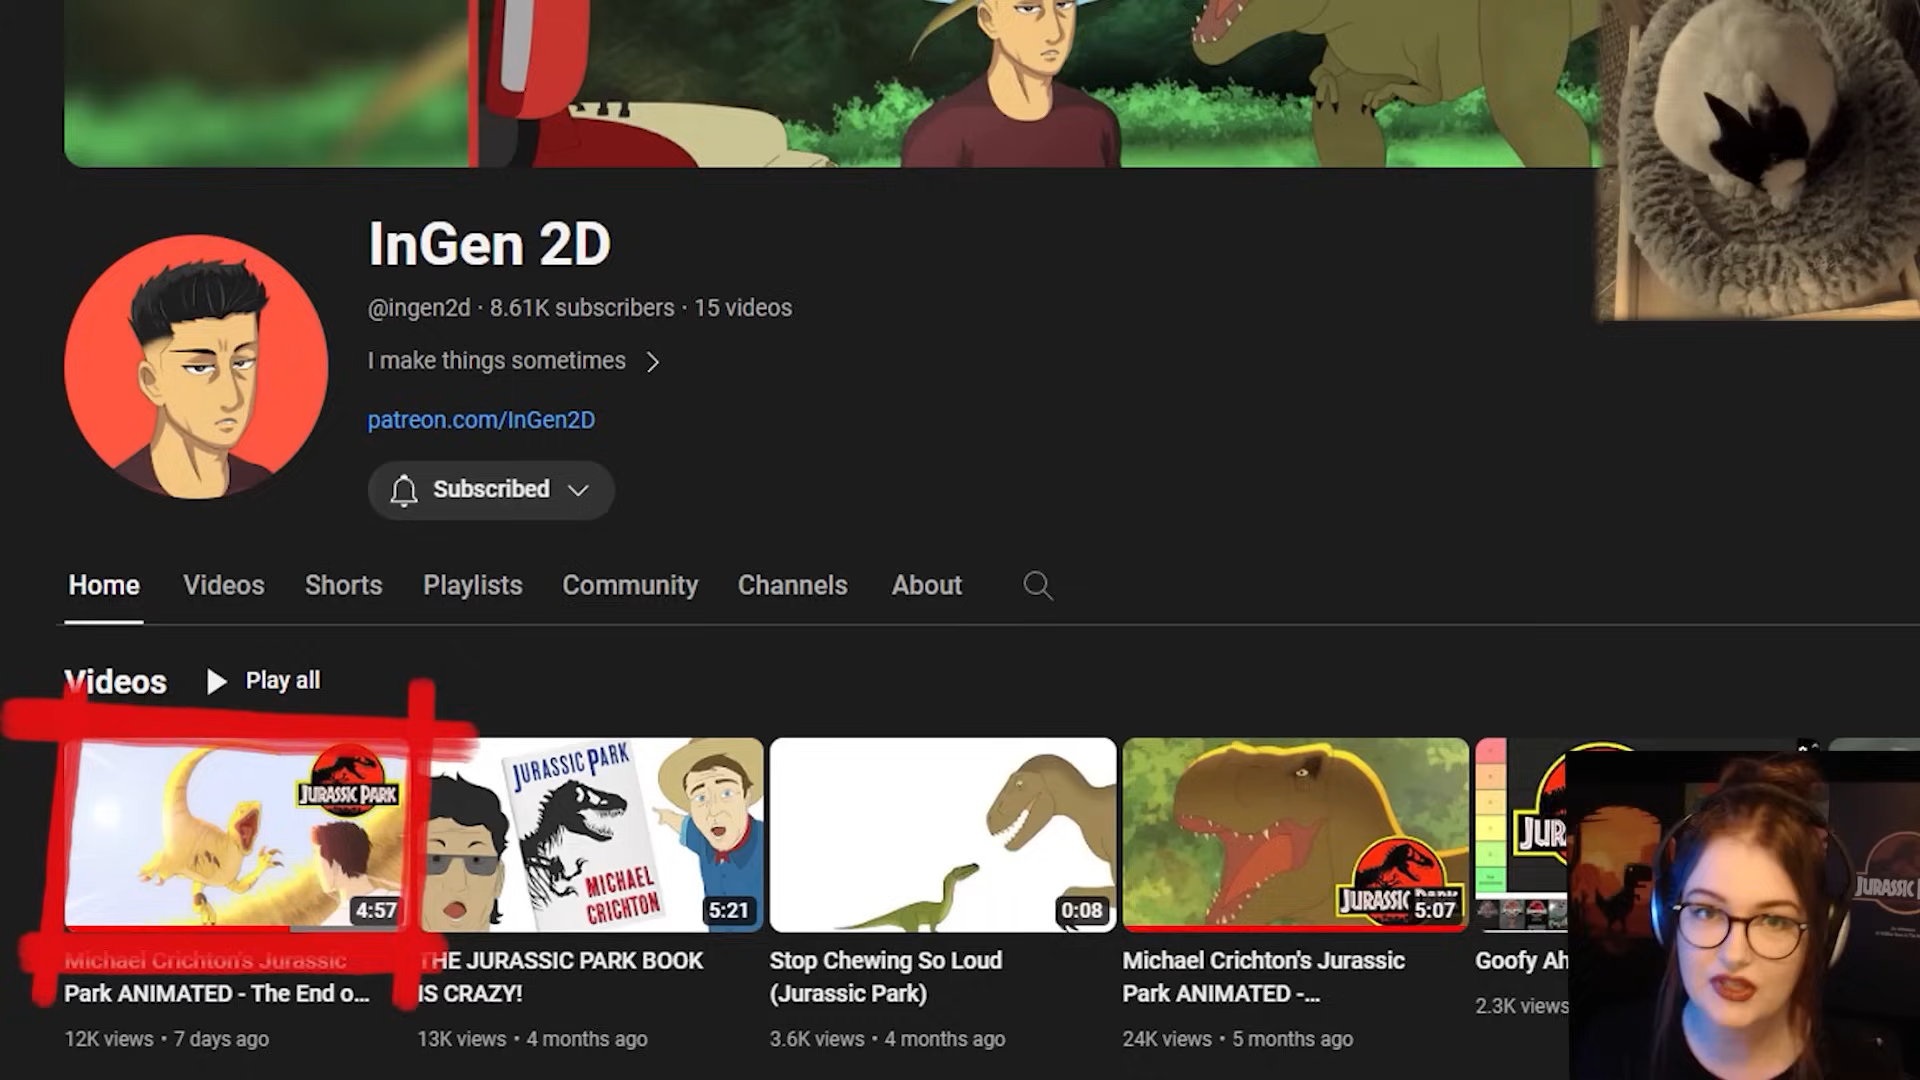 InGen 2D
@ingen2d · 8.61K subscribers · 15 videos
I make things sometimes
patreon.com/InGen2D
Subscribed
Home Videos Shorts Playlists Community Channels About
Videos Play all
JURASSIC PARK
4:57
JURASSIC PARK
MICHAEL
CRICHTON
5:21
0:08
JURASSIC PARK
5:07
JUR
JURASSIC
Michael Crichton's Jurassic
Park ANIMATED - The End o...
12K views • 7 days ago
THE JURASSIC PARK BOOK
IS CRAZY!
13K views • 4 months ago
Stop Chewing So Loud
(Jurassic Park)
3.6K views • 4 months ago
Michael Crichton's Jurassic
Park ANIMATED -...
24K views • 5 months ago
Goofy Ah
2.3K views